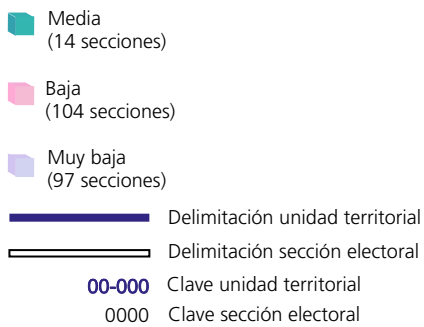 Media
(14 secciones)
Baja
(104 secciones)
Muy baja
(97 secciones)
Delimitación unidad territorial
Delimitación sección electoral
00-000 Clave unidad territorial
0000 Clave sección electoral